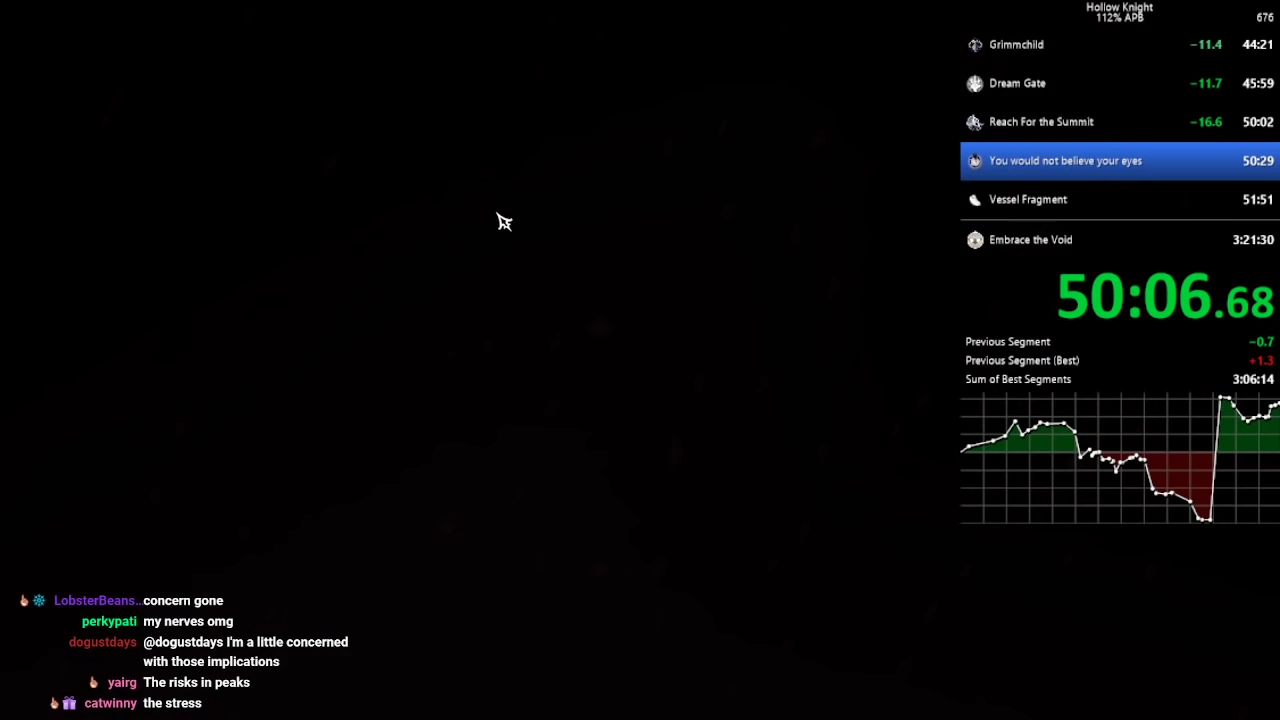 Hollow Knight
112% APB 676
Grimmchild −11.4 44:21
Dream Gate −11.7 45:59
Reach For the Summit −16.6 50:02
You would not believe your eyes 50:29
Vessel Fragment 51:51
Embrace the Void 3:21:30
50:06.68
Previous Segment −0.7
Previous Segment (Best) +1.3
Sum of Best Segments 3:06:14
LobsterBeans... concern gone
perkypati my nerves omg
dogustdays @dogustdays I'm a little concerned
with those implications
yairg The risks in peaks
catwinny the stress